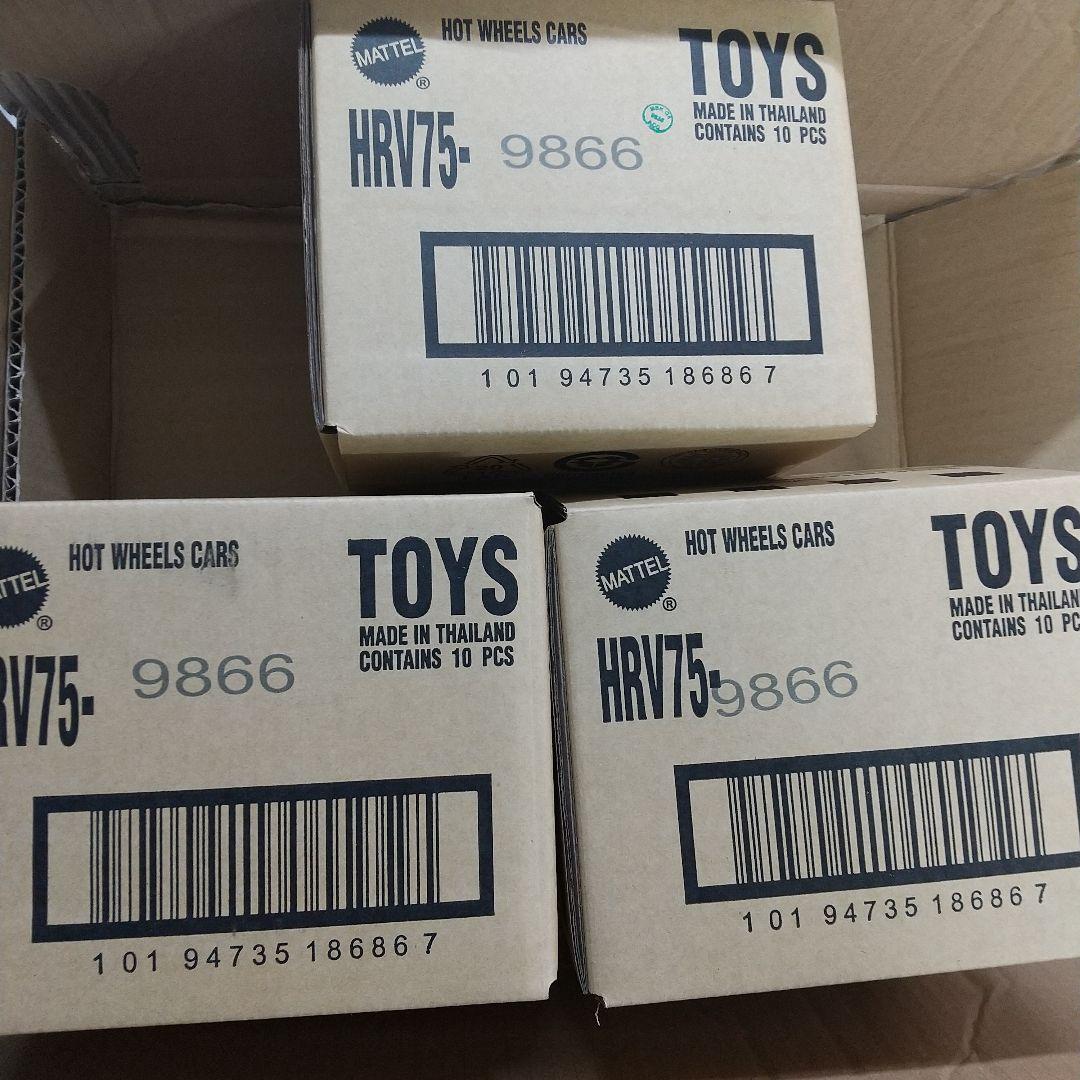 MATTEL
®
HOT WHEELS CARS
TOYS
MADE IN THAILAND
CONTAINS 10 PCS
HRV75-
9866
1 01 94735 18686 7
TTEL
®
HOT WHEELS CARS
TOYS
MADE IN THAILAND
CONTAINS 10 PCS
RV75-
9866
1 01 94735 18686 7
MATTEL
®
HOT WHEELS CARS
TOYS
MADE IN THAILAN
CONTAINS 10 PC
HRV75-
9866
1 01 94735 18686 7